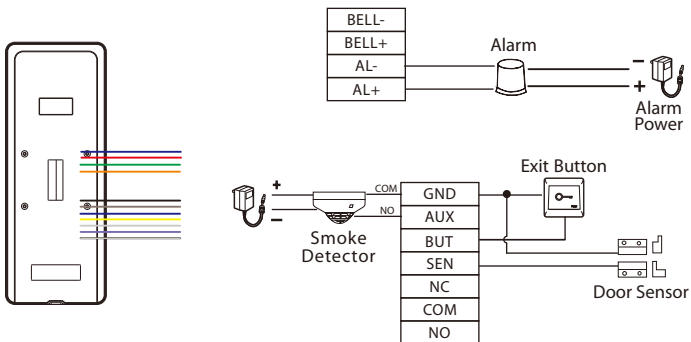 BELL-
BELL+
AL-
AL+
Alarm
−
+
Alarm
Power
+
−
Smoke
Detector
COM
NO
GND
AUX
BUT
SEN
NC
COM
NO
Exit Button
Door Sensor